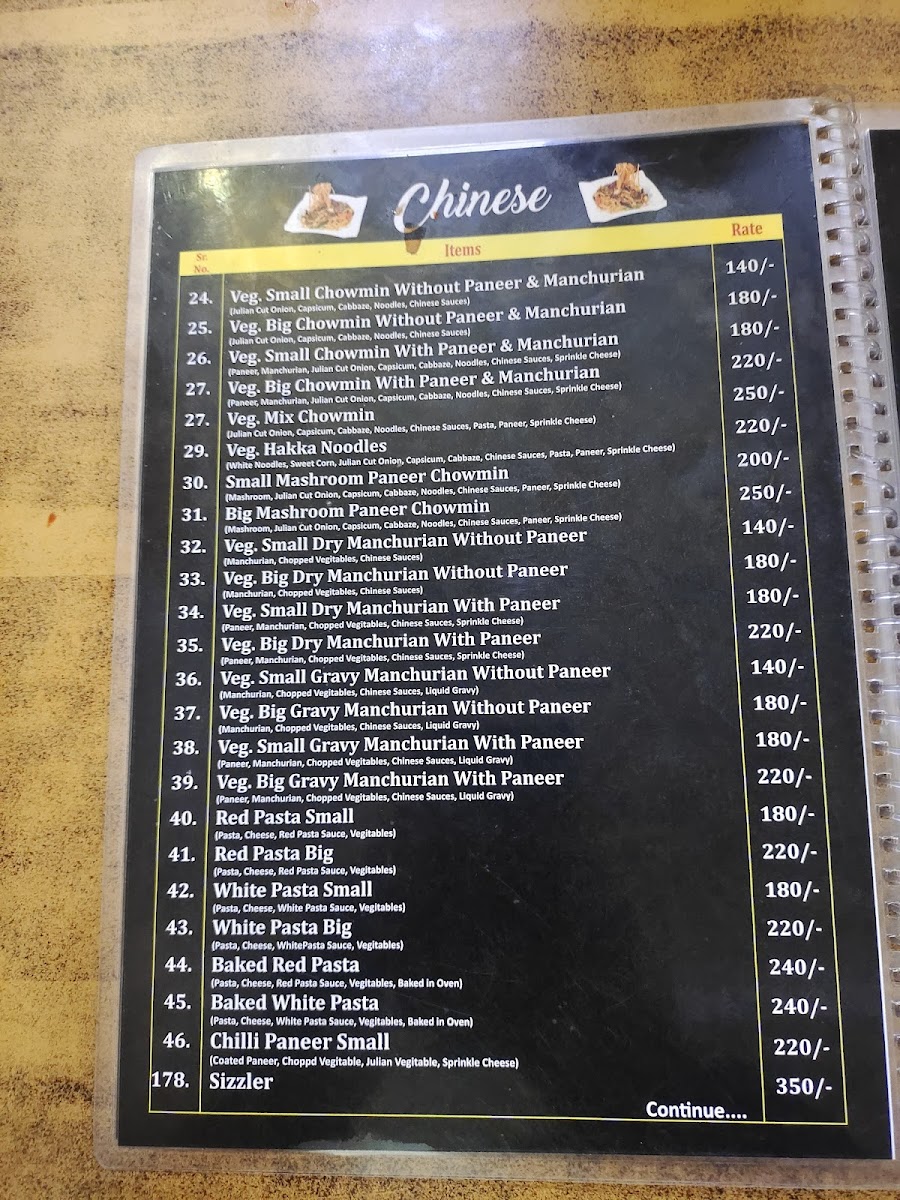 Chinese
Sr. No. Items Rate
24. Veg. Small Chowmin Without Paneer & Manchurian 140/-
(Julian Cut Onion, Capsicum, Cabbaze, Noodles, Chinese Sauces)
25. Veg. Big Chowmin Without Paneer & Manchurian 180/-
(Julian Cut Onion, Capsicum, Cabbaze, Noodles, Chinese Sauces)
26. Veg. Small Chowmin With Paneer & Manchurian 180/-
(Paneer, Manchurian, Julian Cut Onion, Capsicum, Cabbaze, Noodles, Chinese Sauces, Sprinkle Cheese)
27. Veg. Big Chowmin With Paneer & Manchurian 220/-
(Paneer, Manchurian, Julian Cut Onion, Capsicum, Cabbaze, Noodles, Chinese Sauces, Sprinkle Cheese)
27. Veg. Mix Chowmin 250/-
(Julian Cut Onion, Capsicum, Cabbaze, Noodles, Chinese Sauces, Pasta, Paneer, Sprinkle Cheese)
29. Veg. Hakka Noodles 220/-
(White Noodles, Sweet Corn, Julian Cut Onion, Capsicum, Cabbaze, Chinese Sauces, Pasta, Paneer, Sprinkle Cheese)
30. Small Mashroom Paneer Chowmin 200/-
(Mashroom, Julian Cut Onion, Capsicum, Cabbaze, Noodles, Chinese Sauces, Paneer, Sprinkle Cheese)
31. Big Mashroom Paneer Chowmin 250/-
(Mashroom, Julian Cut Onion, Capsicum, Cabbaze, Noodles, Chinese Sauces, Paneer, Sprinkle Cheese)
32. Veg. Small Dry Manchurian Without Paneer 140/-
(Manchurian, Chopped Vegitables, Chinese Sauces)
33. Veg. Big Dry Manchurian Without Paneer 180/-
(Manchurian, Chopped Vegitables, Chinese Sauces)
34. Veg. Small Dry Manchurian With Paneer 180/-
(Paneer, Manchurian, Chopped Vegitables, Chinese Sauces, Sprinkle Cheese)
35. Veg. Big Dry Manchurian With Paneer 220/-
(Paneer, Manchurian, Chopped Vegitables, Chinese Sauces, Sprinkle Cheese)
36. Veg. Small Gravy Manchurian Without Paneer 140/-
(Manchurian, Chopped Vegetables, Chinese Sauces, Liquid Gravy)
37. Veg. Big Gravy Manchurian Without Paneer 180/-
(Manchurian, Chopped Vegetables, Chinese Sauces, Liquid Gravy)
38. Veg. Small Gravy Manchurian With Paneer 180/-
(Paneer, Manchurian, Chopped Vegetables, Chinese Sauces, Liquid Gravy)
39. Veg. Big Gravy Manchurian With Paneer 220/-
(Paneer, Manchurian, Chopped Vegetables, Chinese Sauces, Liquid Gravy)
40. Red Pasta Small 180/-
(Pasta, Cheese, Red Pasta Sauce, Vegitables)
41. Red Pasta Big 220/-
(Pasta, Cheese, Red Pasta Sauce, Vegitables)
42. White Pasta Small 180/-
(Pasta, Cheese, White Pasta Sauce, Vegitables)
43. White Pasta Big 220/-
(Pasta, Cheese, WhitePasta Sauce, Vegitables)
44. Baked Red Pasta 240/-
(Pasta, Cheese, Red Pasta Sauce, Vegitables, Baked in Oven)
45. Baked White Pasta 240/-
(Pasta, Cheese, White Pasta Sauce, Vegitables, Baked in Oven)
46. Chilli Paneer Small 220/-
(Coated Paneer, Choppd Vegitable, Julian Vegitable, Sprinkle Cheese)
178. Sizzler 350/-
Continue....